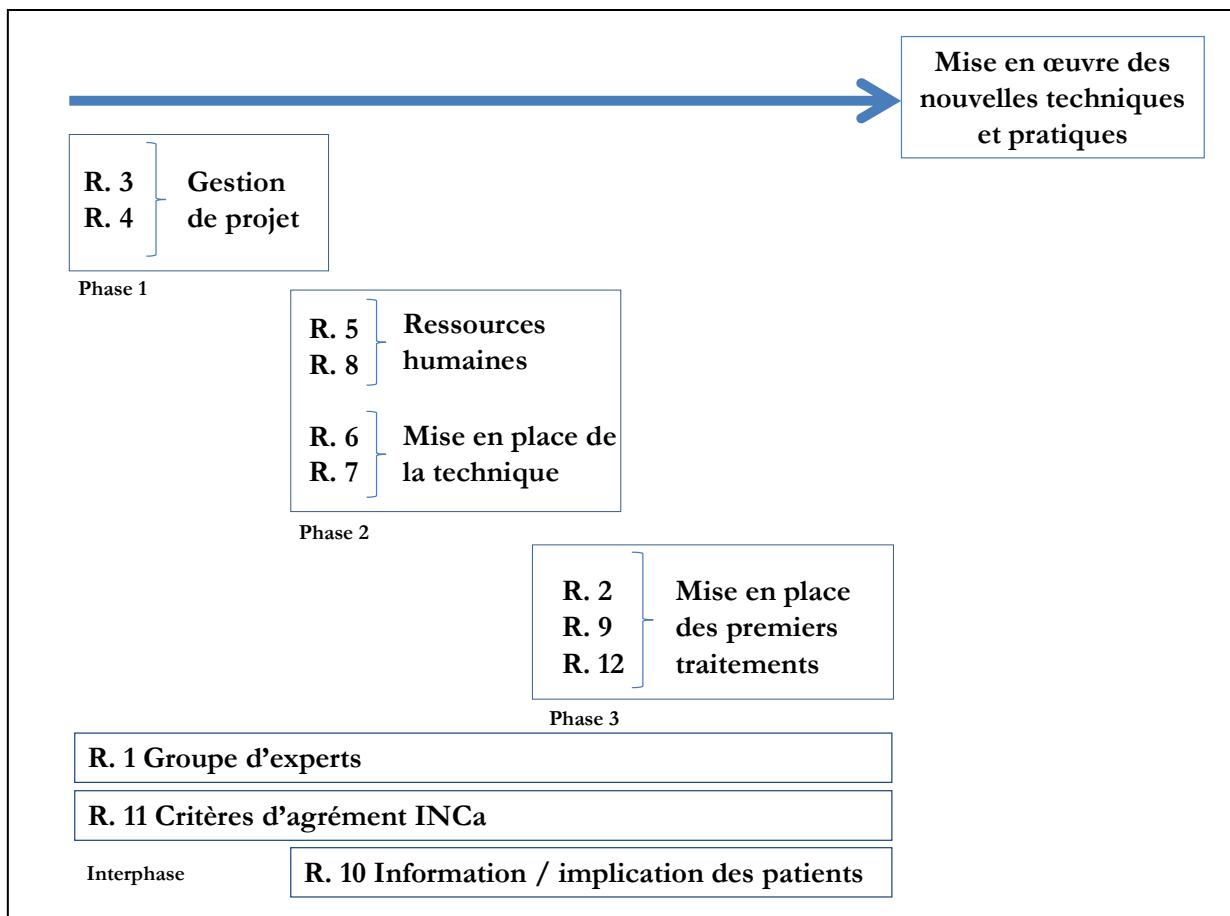 Mise en œuvre des
nouvelles techniques
et pratiques
R. 3
R. 4
Gestion
de projet
Phase 1
R. 5
R. 8
Ressources
humaines
R. 6
R. 7
Mise en place de
la technique
Phase 2
R. 2
R. 9
R. 12
Mise en place
des premiers
traitements
Phase 3
R. 1 Groupe d’experts
R. 11 Critères d’agrément INCa
Interphase
R. 10 Information / implication des patients